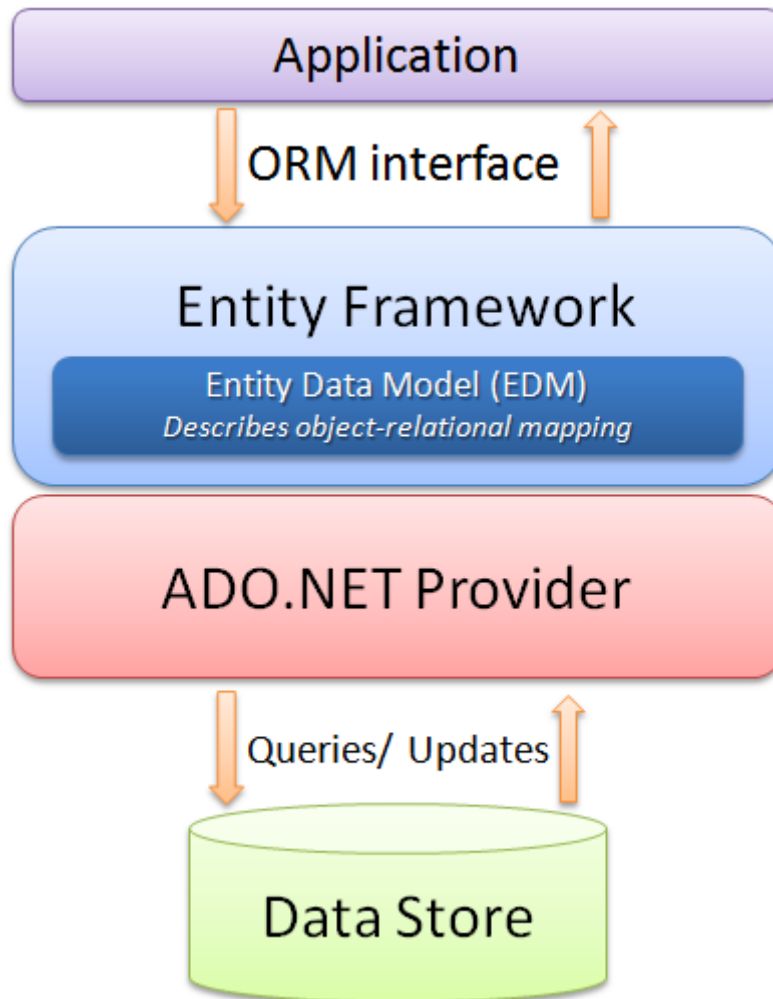 Application
ORM interface
Entity Framework
Entity Data Model (EDM)
Describes object-relational mapping
ADO.NET Provider
Queries/ Updates
Data Store